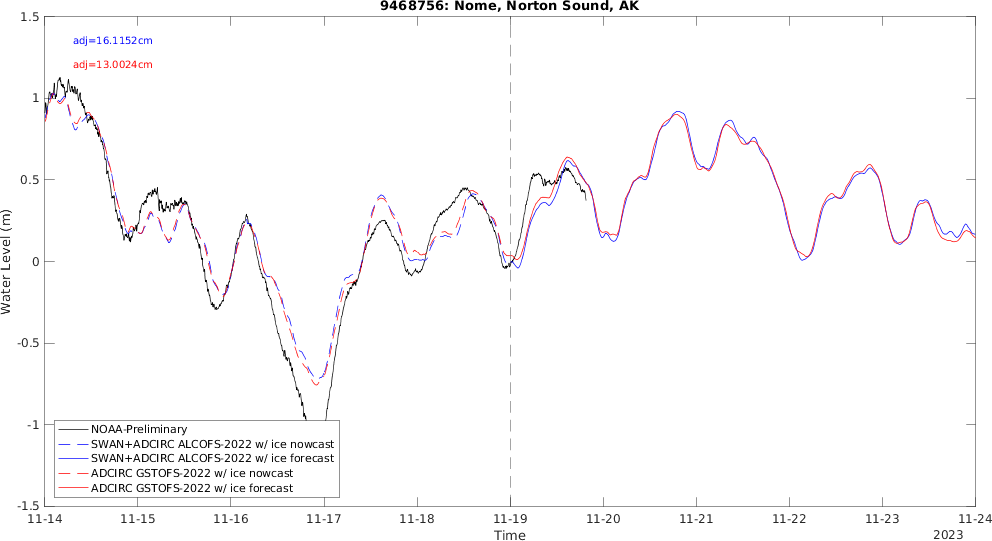 9468756: Nome, Norton Sound, AK
1.5
adj=16.1152cm
adj=13.0024cm
1
0.5
0
-0.5
-1
-1.5
Water Level (m)
NOAA-Preliminary
SWAN+ADCIRC ALCOFS-2022 w/ ice nowcast
SWAN+ADCIRC ALCOFS-2022 w/ ice forecast
ADCIRC GSTOFS-2022 w/ ice nowcast
ADCIRC GSTOFS-2022 w/ ice forecast
11-14 11-15 11-16 11-17 11-18 11-19 11-20 11-21 11-22 11-23 11-24
Time
2023